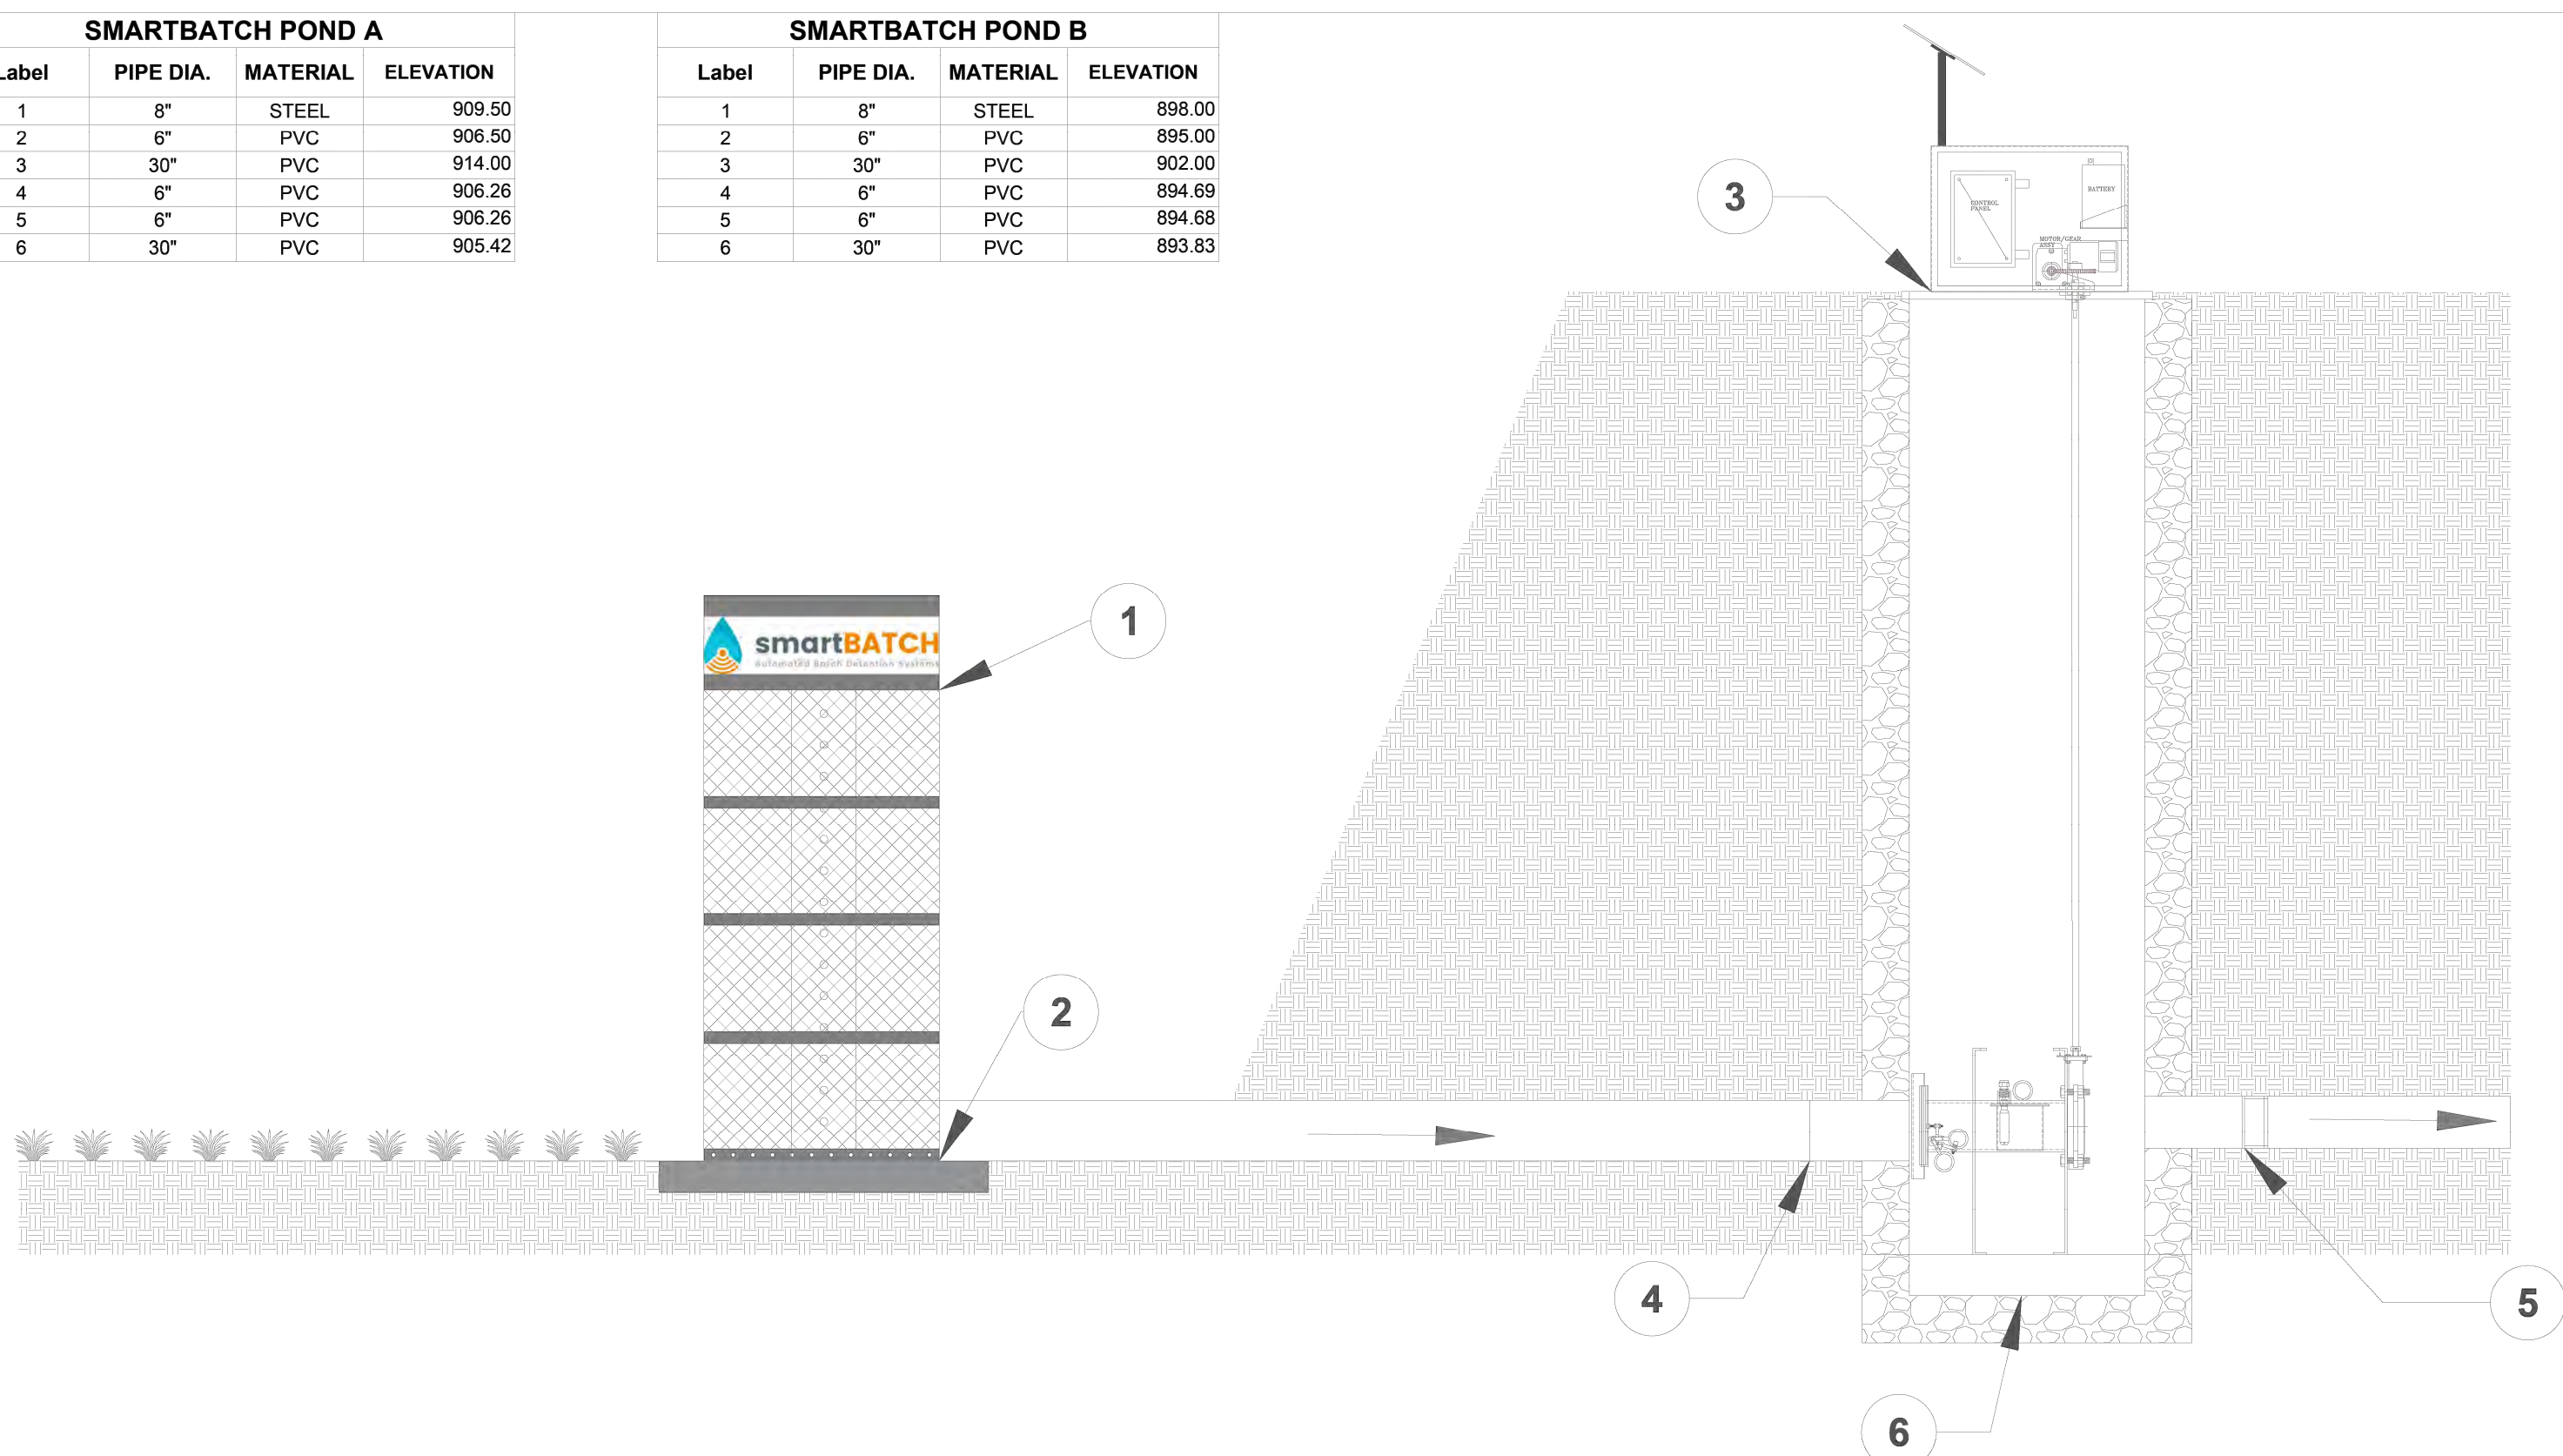 SMARTBATCH POND A
Label PIPE DIA. MATERIAL ELEVATION
1 8" STEEL 909.50
2 6" PVC 906.50
3 30" PVC 914.00
4 6" PVC 906.26
5 6" PVC 906.26
6 30" PVC 905.42
SMARTBATCH POND B
Label PIPE DIA. MATERIAL ELEVATION
1 8" STEEL 898.00
2 6" PVC 895.00
3 30" PVC 902.00
4 6" PVC 894.69
5 6" PVC 894.68
6 30" PVC 893.83
3
CONTROL
PANEL
BATTERY
MOTOR/GEAR
ASSY
smartBATCH
Automated Batch Detention Systems
1
2
4
5
6